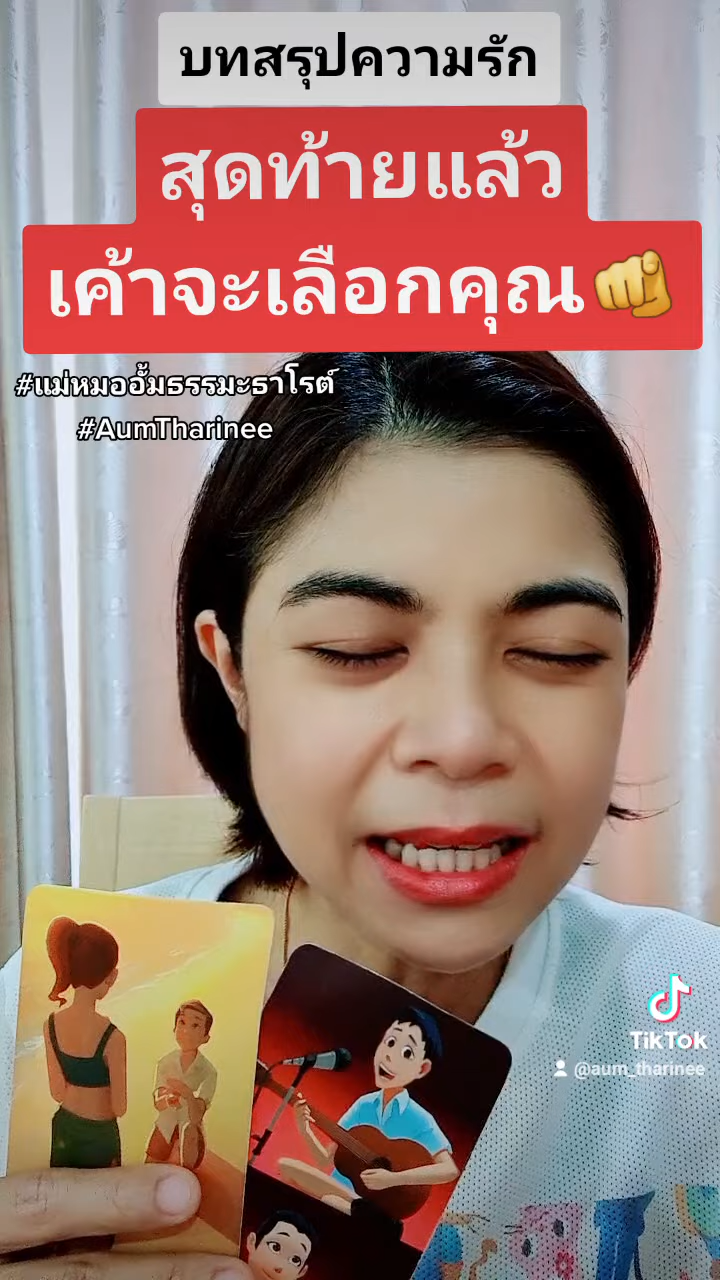 บทสรุปความรัก
สุดท้ายแล้ว
เค้าจะเลือกคุณ🫵
#แม่หมออั้มธรรมะธาโรต์
#AumTharinee
TikTok
@aum_tharinee